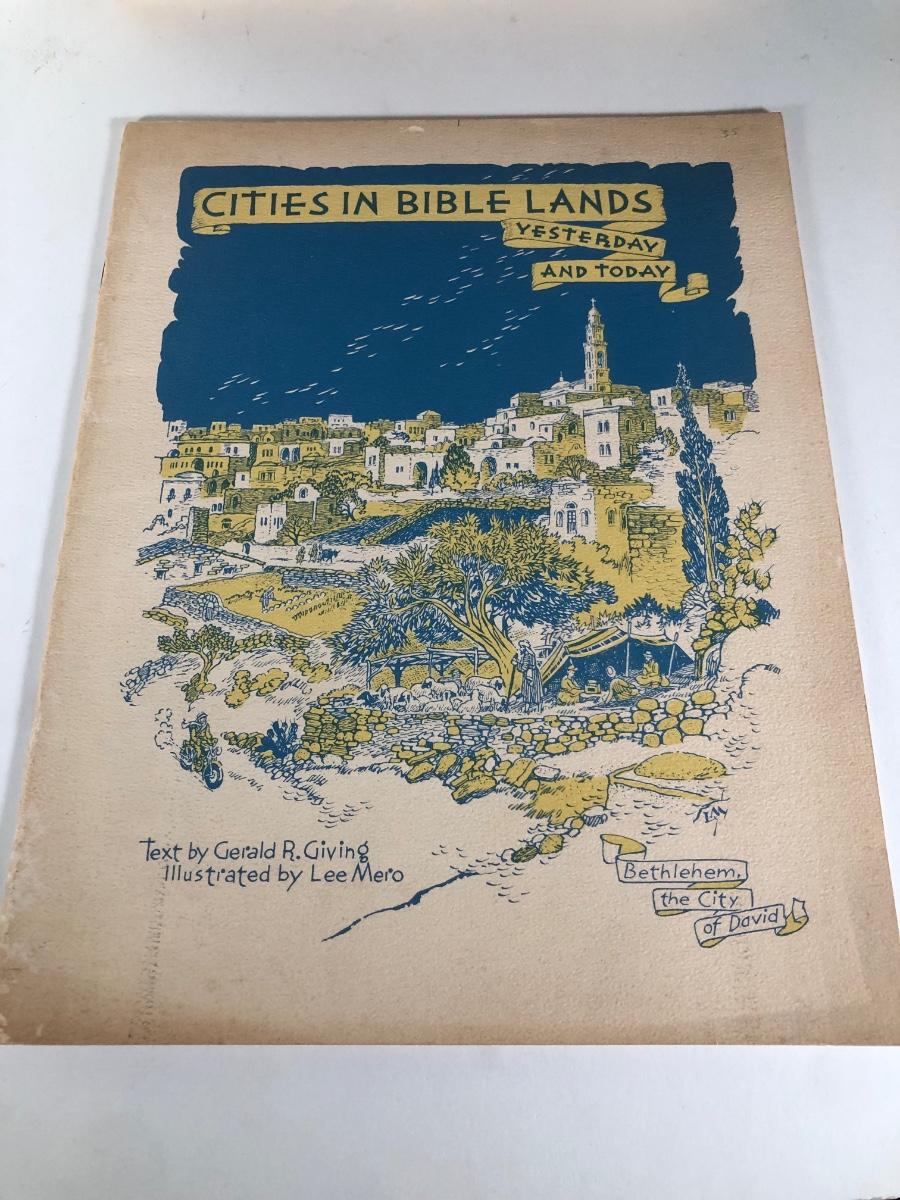 CITIES IN BIBLE LANDS
YESTERDAY
AND TODAY
Text by Gerald R. Giving
Illustrated by Lee Mero
Bethlehem,
the City
of David